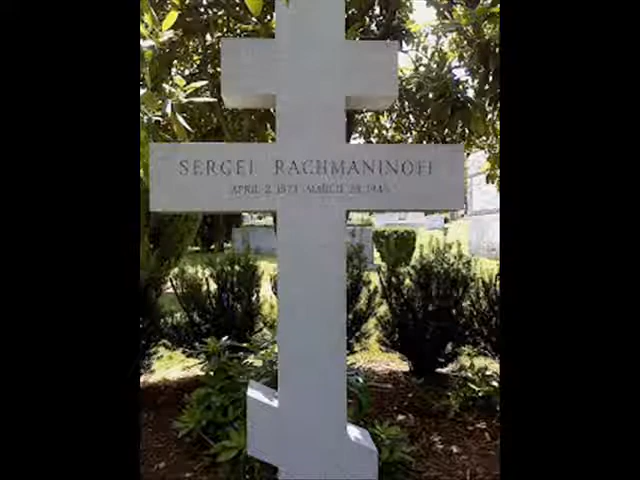 SERGEI RACHMANINOFF
APRIL 2, 1873 - MARCH 28, 1943